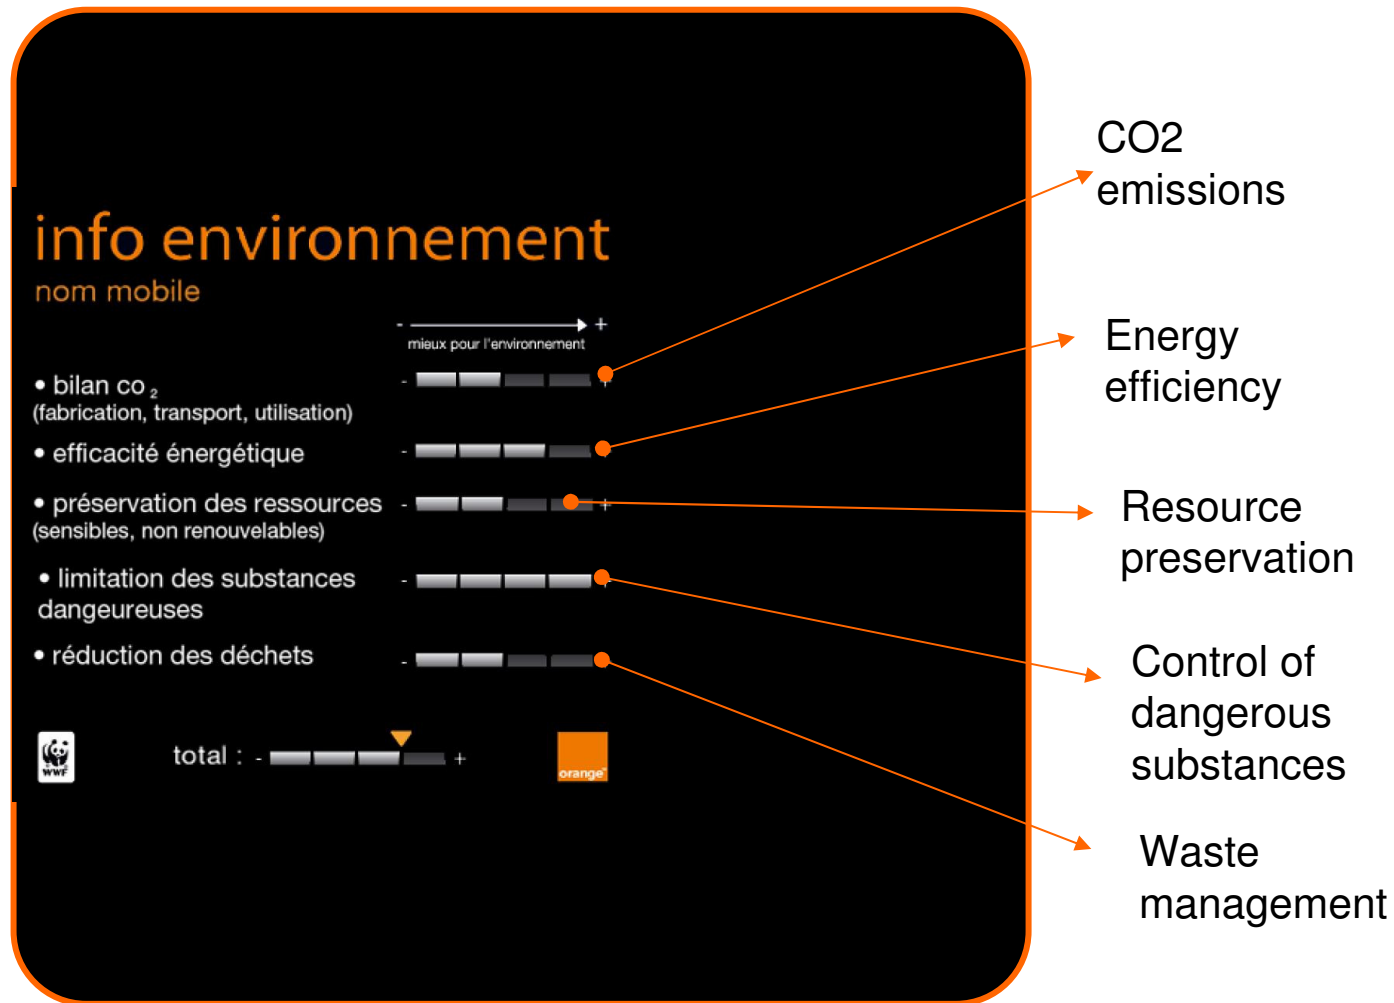 info environnement
nom mobile
- +
mieux pour l'environnement
• bilan co 2 - +
(fabrication, transport, utilisation)
• efficacité énergétique - +
• préservation des ressources - +
(sensibles, non renouvelables)
• limitation des substances - +
dangeureuses
• réduction des déchets -
WWF
total : - +
orange™
CO2
emissions
Energy
efficiency
Resource
preservation
Control of
dangerous
substances
Waste
management